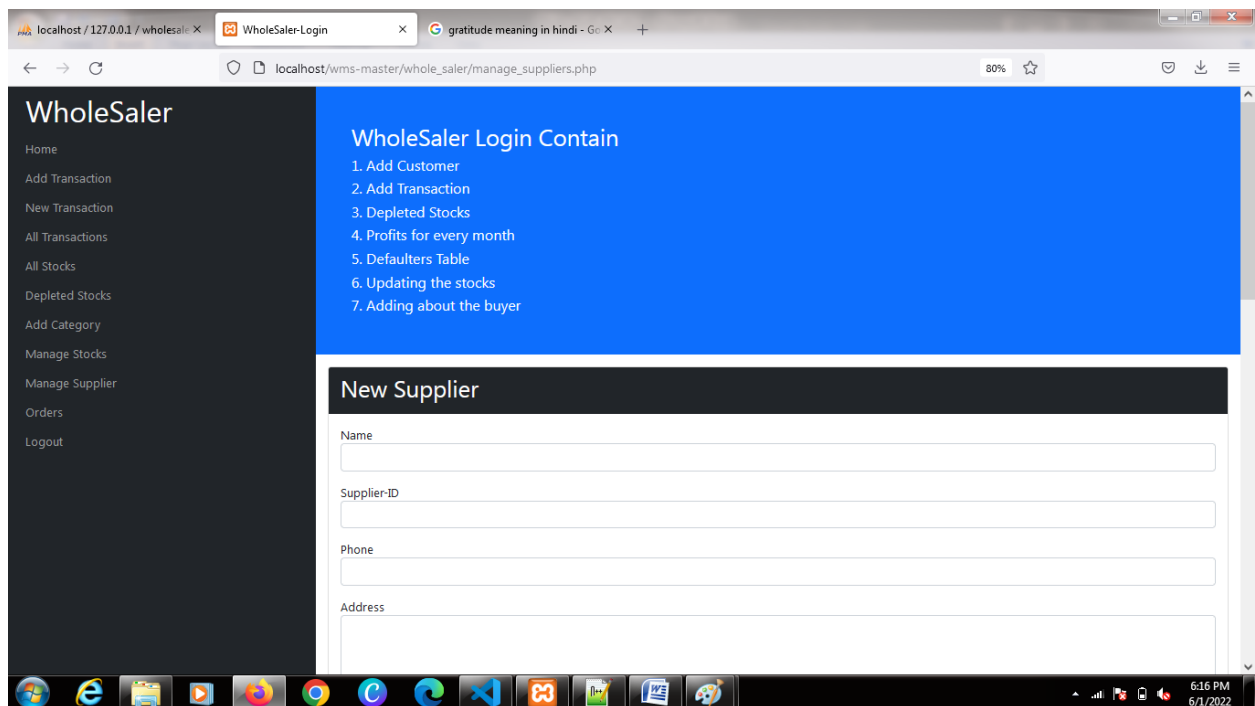 localhost / 127.0.0.1 / wholesale
WholeSaler-Login
gratitude meaning in hindi - Go
localhost/wms-master/whole_saler/manage_suppliers.php
80%
WholeSaler
Home
Add Transaction
New Transaction
All Transactions
All Stocks
Depleted Stocks
Add Category
Manage Stocks
Manage Supplier
Orders
Logout
WholeSaler Login Contain
1. Add Customer
2. Add Transaction
3. Depleted Stocks
4. Profits for every month
5. Defaulters Table
6. Updating the stocks
7. Adding about the buyer
New Supplier
Name
Supplier-ID
Phone
Address
6:16 PM
6/1/2022